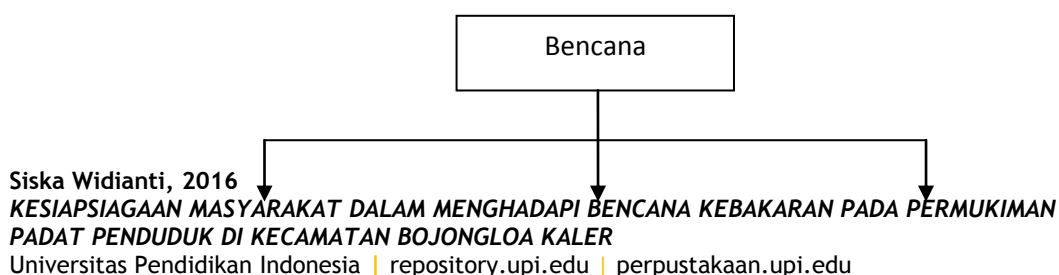 Bencana
Siska Widianti, 2016
KESIAPSIAGAAN MASYARAKAT DALAM MENGHADAPI BENCANA KEBAKARAN PADA PERMUKIMAN
PADAT PENDUDUK DI KECAMATAN BOJONGLOA KALER
Universitas Pendidikan Indonesia | repository.upi.edu | perpustakaan.upi.edu